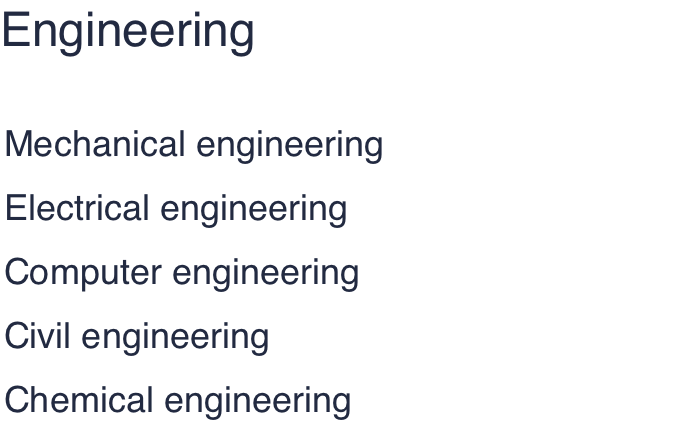 Engineering
Mechanical engineering
Electrical engineering
Computer engineering
Civil engineering
Chemical engineering